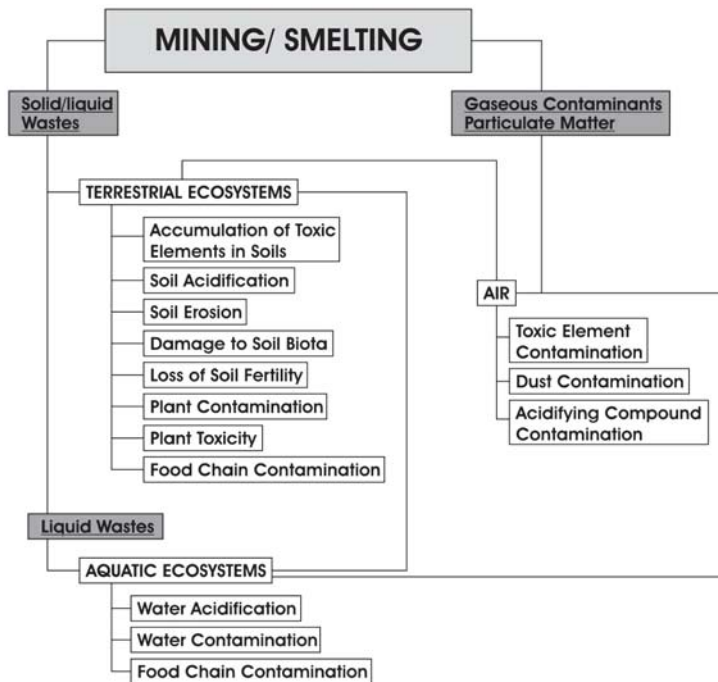 MINING/ SMELTING
Solid/liquid
Wastes
Gaseous Contaminants
Particulate Matter
TERRESTRIAL ECOSYSTEMS
Accumulation of Toxic
Elements in Soils
Soil Acidification
Soil Erosion
Damage to Soil Biota
Loss of Soil Fertility
Plant Contamination
Plant Toxicity
Food Chain Contamination
AIR
Toxic Element
Contamination
Dust Contamination
Acidifying Compound
Contamination
Liquid Wastes
AQUATIC ECOSYSTEMS
Water Acidification
Water Contamination
Food Chain Contamination